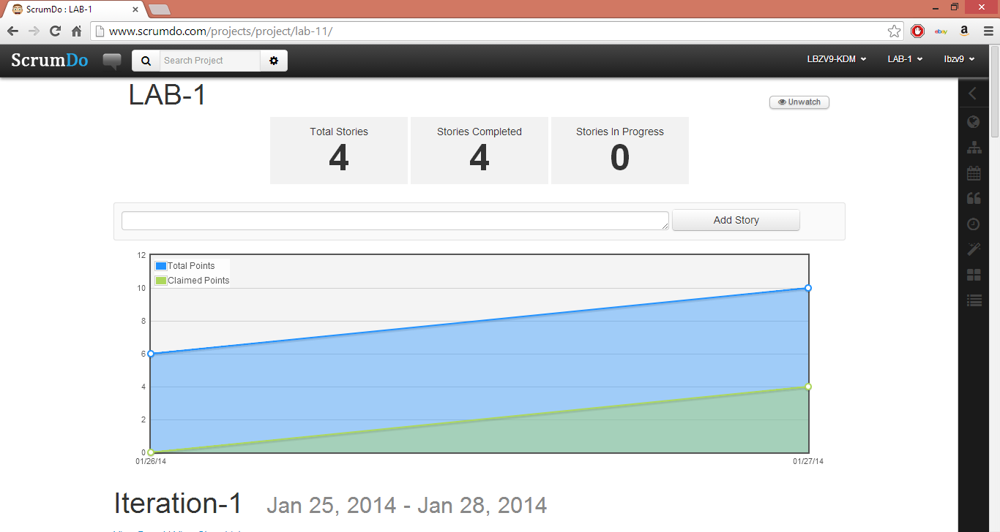 ScrumDo : LAB-1
www.scrumdo.com/projects/project/lab-11/
ebay
a
ScrumDo
Search Project
LBZV9-KDM
LAB-1
lbzv9
LAB-1
Unwatch
Total Stories
4
Stories Completed
4
Stories In Progress
0
Add Story
12
10
8
6
4
2
0
Total Points
Claimed Points
01/26/14
01/27/14
Iteration-1 Jan 25, 2014 - Jan 28, 2014